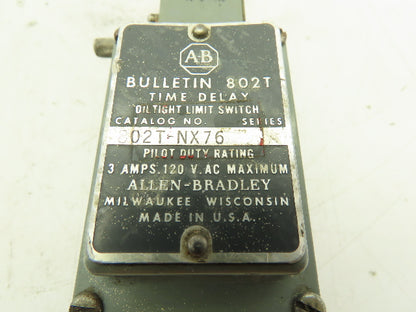 AB
BULLETIN 802T
TIME DELAY
OILTIGHT LIMIT SWITCH
CATALOG NO. SERIES
02T-NX76
PILOT DUTY RATING
3 AMPS. 120 V. AC MAXIMUM
ALLEN-BRADLEY
MILWAUKEE WISCONSIN
MADE IN U.S.A.